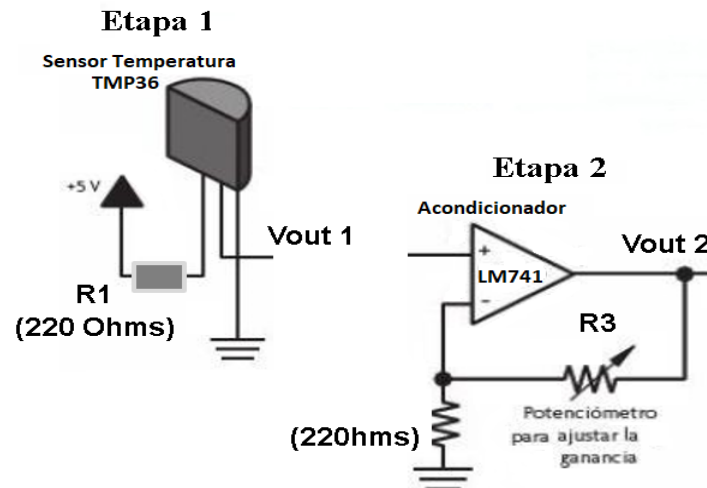 Etapa 1
Sensor Temperatura
TMP36
+5 V
Vout 1
R1
(220 Ohms)
Etapa 2
Acondicionador
+
LM741
-
Vout 2
R3
(220hms)
Potenciómetro
para ajustar la
ganancia